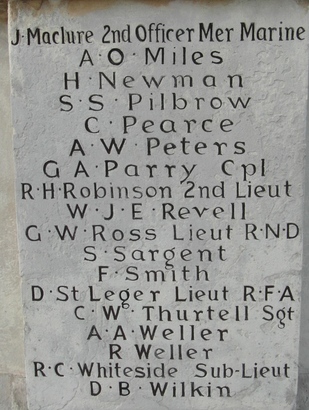 J·Maclure 2nd Officer Mer Marine
A·O·Miles
H·Newman
S·S·Pilbrow
C·Pearce
A·W·Peters
G·A·Parry Cpl
R·H·Robinson 2nd Lieut
W·J·E·Revell
G·W·Ross Lieut R·N·D
S·Sargent
F·Smith
D·St Leger Lieut R·F·A
C·W·Thurtell Sgt
A·A·Weller
R Weller
R·C·Whiteside Sub-Lieut
D·B·Wilkin